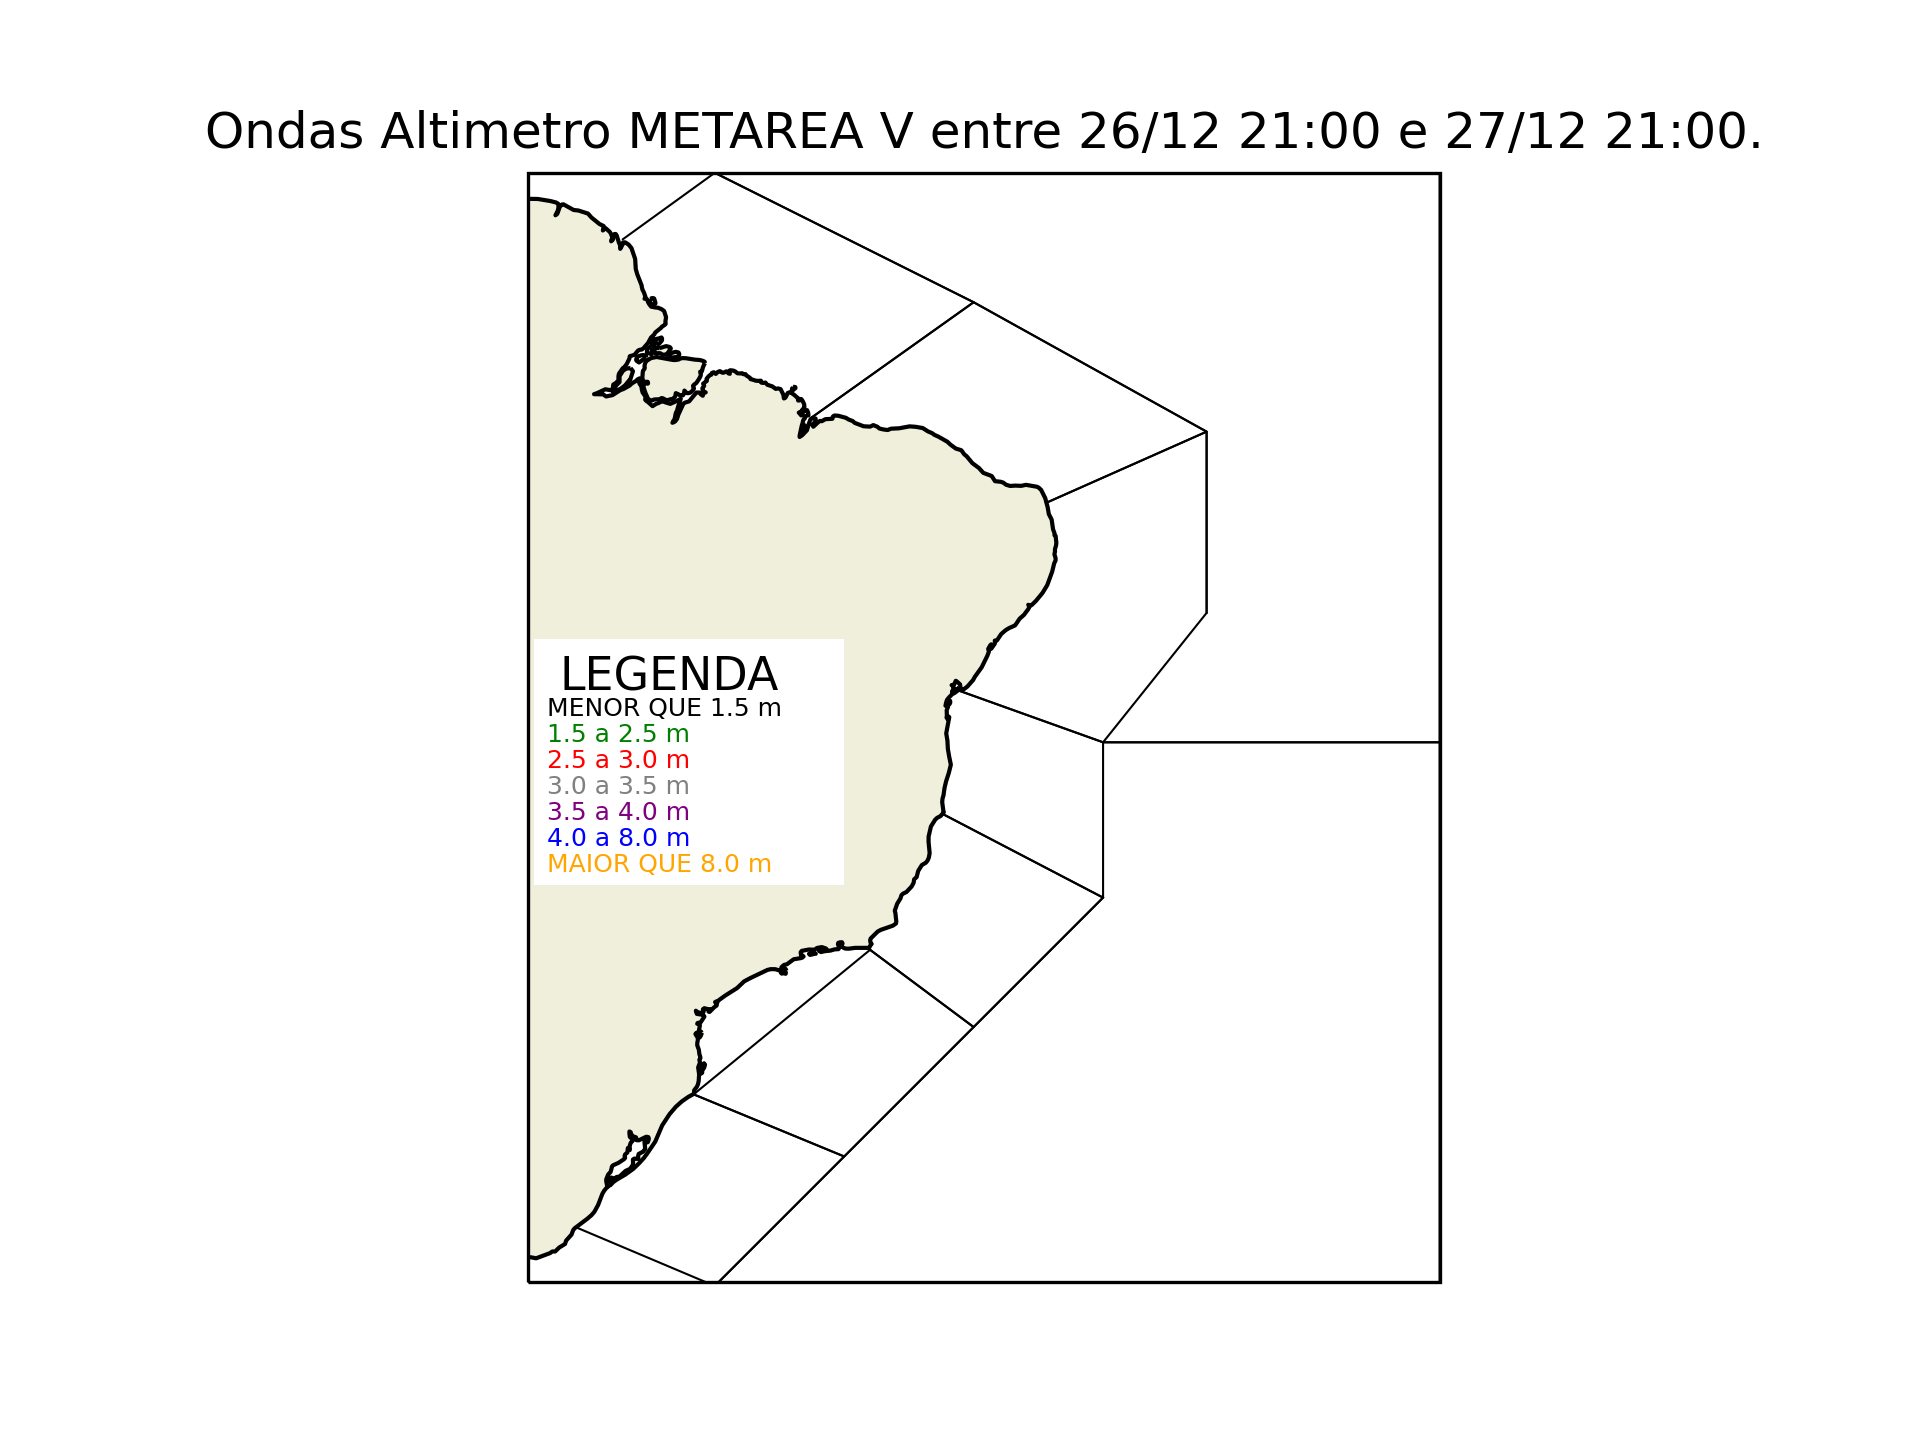 Ondas Altimetro METAREA V entre 26/12 21:00 e 27/12 21:00.
LEGENDA
MENOR QUE 1.5 m
1.5 a 2.5 m
2.5 a 3.0 m
3.0 a 3.5 m
3.5 a 4.0 m
4.0 a 8.0 m
MAIOR QUE 8.0 m